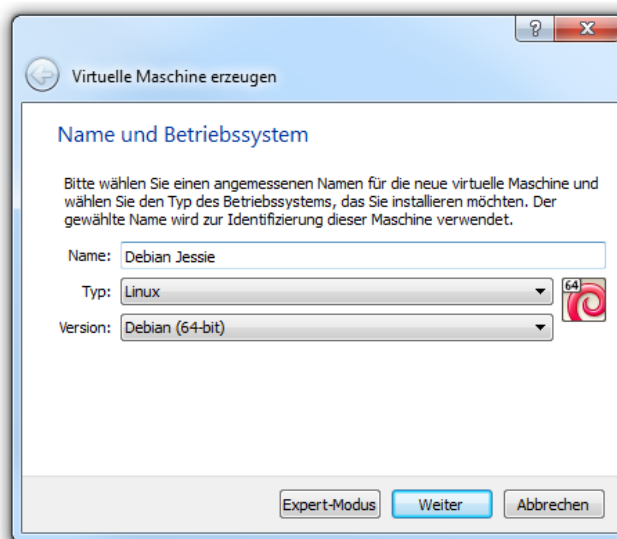 Virtuelle Maschine erzeugen
Name und Betriebssystem
Bitte wählen Sie einen angemessenen Namen für die neue virtuelle Maschine und
wählen Sie den Typ des Betriebssystems, das Sie installieren möchten. Der
gewählte Name wird zur Identifizierung dieser Maschine verwendet.
Name: Debian Jessie
Typ: Linux
64
Version: Debian (64-bit)
Expert-Modus Weiter Abbrechen